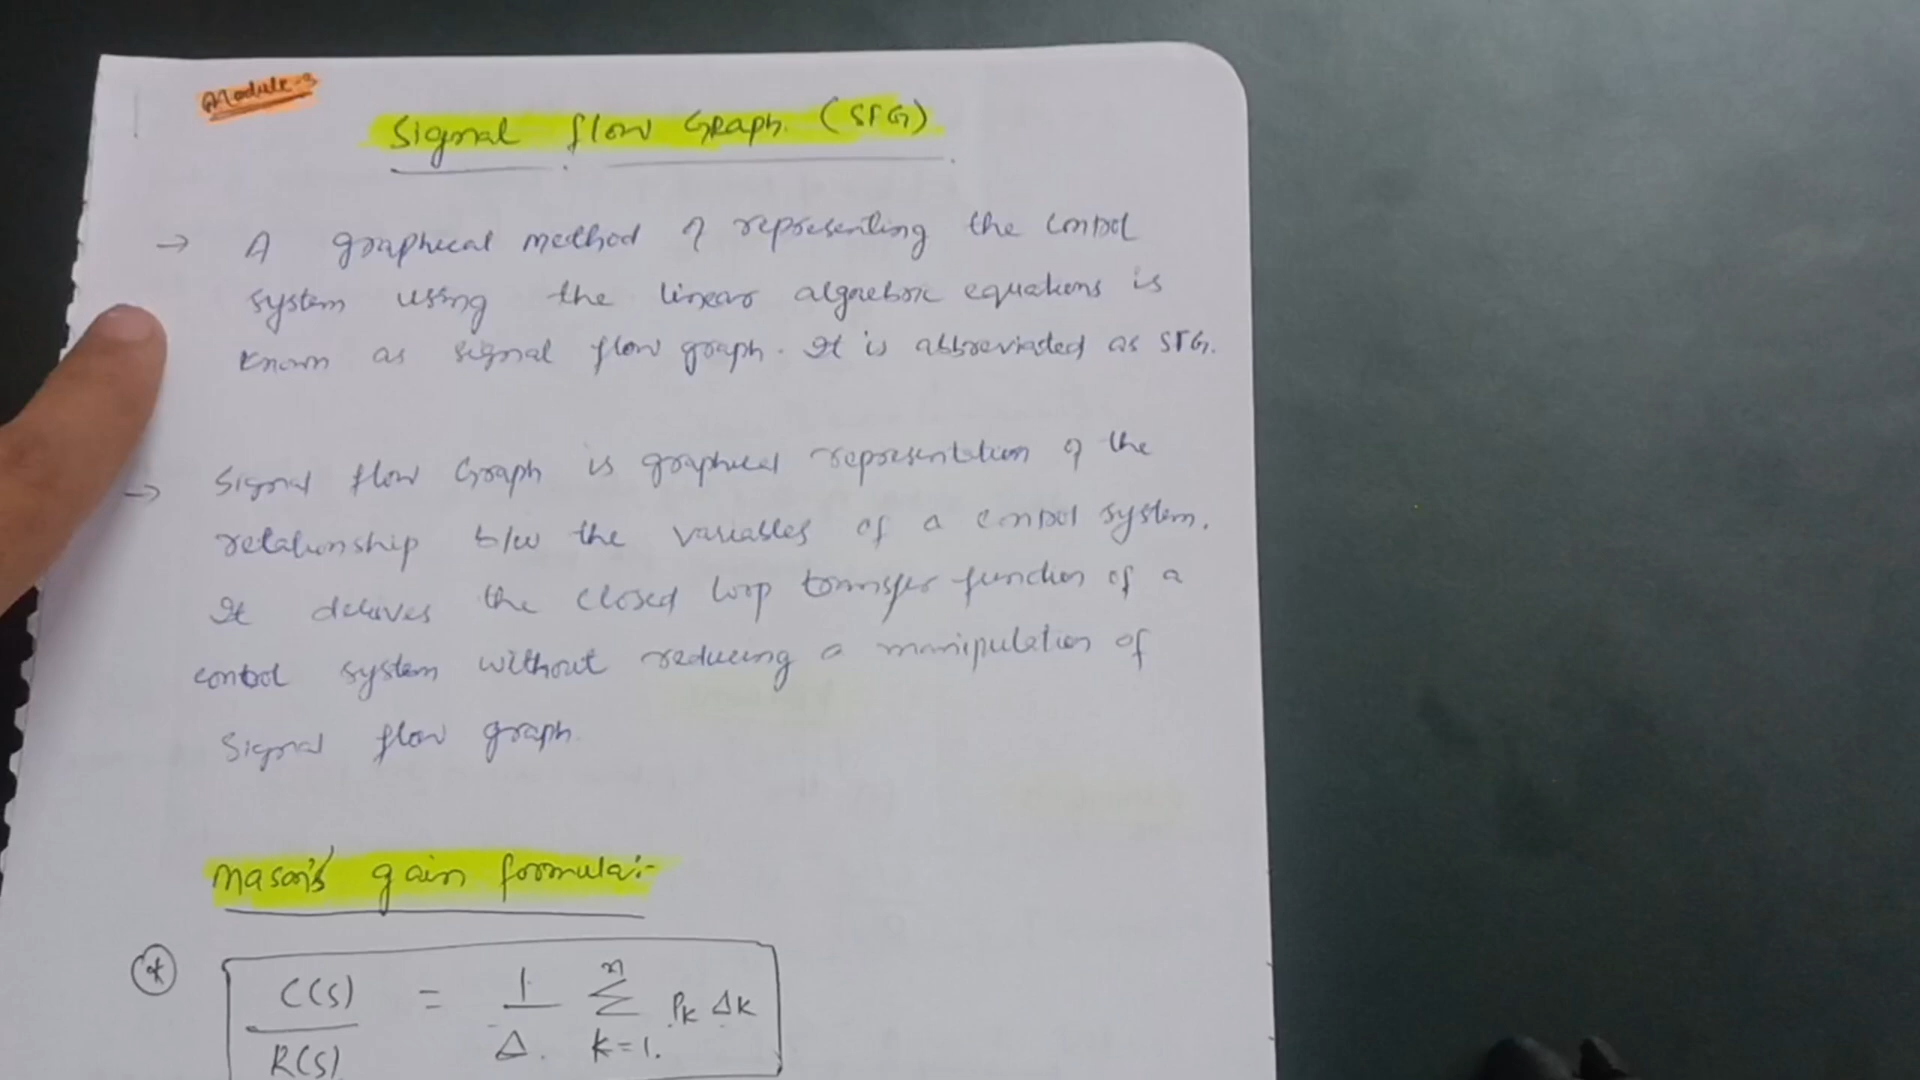 Module-3
Signal flow Graph. (SFG)
→ A graphical method of representing the control
system using the linear algaebric equations is
known as signal flow graph. It is abbreviated as SFG.
→ Signal flow Graph is graphical representation of the
relationship b/w the variables of a control system.
It derives the closed loop transfer function of a
control system without reducing a manipulation of
Signal flow graph.
Mason's gain formula:-
* C(s)/R(s) = 1/Δ. n Σ k=1. Pk Δk